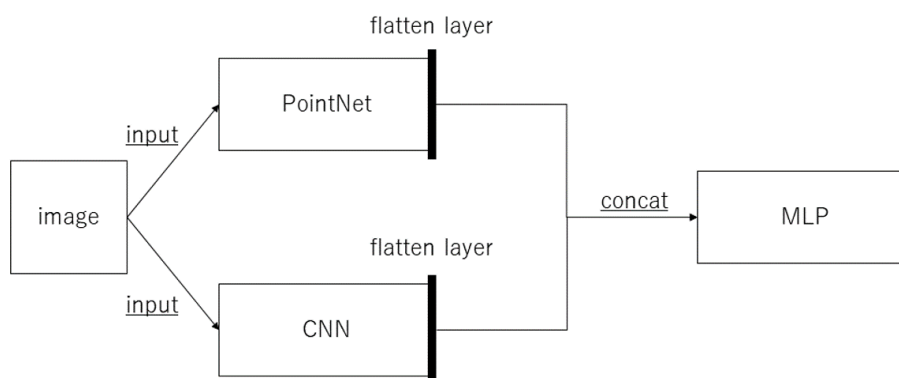 flatten layer
PointNet
input
image
concat
MLP
flatten layer
input
CNN